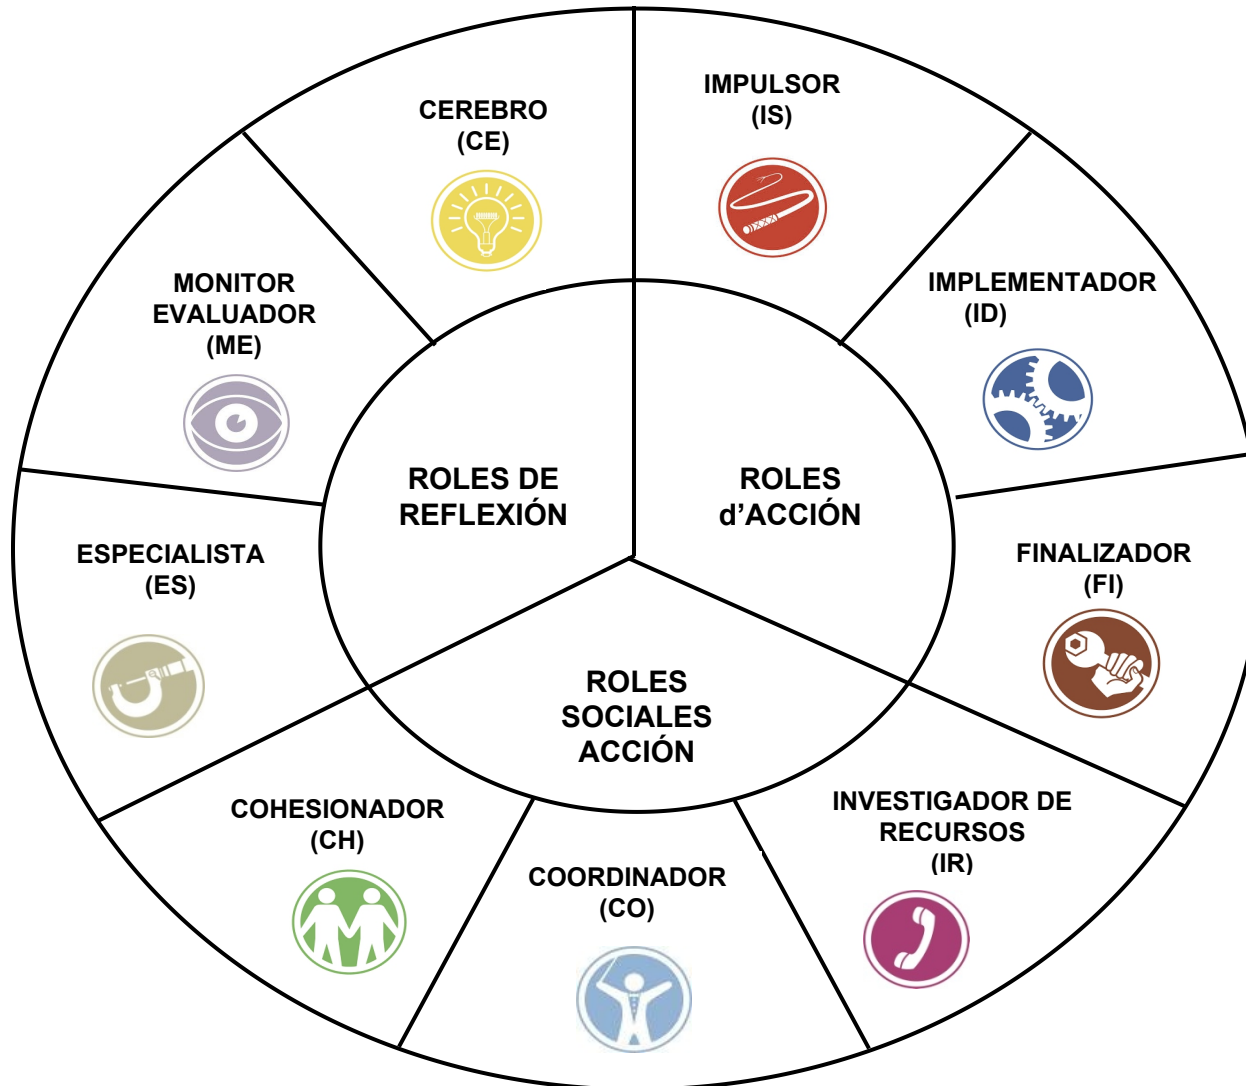 CEREBRO
(CE)
IMPULSOR
(IS)
MONITOR
EVALUADOR
(ME)
IMPLEMENTADOR
(ID)
ROLES DE
REFLEXIÓN
ROLES
d’ACCIÓN
ESPECIALISTA
(ES)
FINALIZADOR
(FI)
ROLES
SOCIALES
ACCIÓN
COHESIONADOR
(CH)
COORDINADOR
(CO)
INVESTIGADOR DE
RECURSOS
(IR)